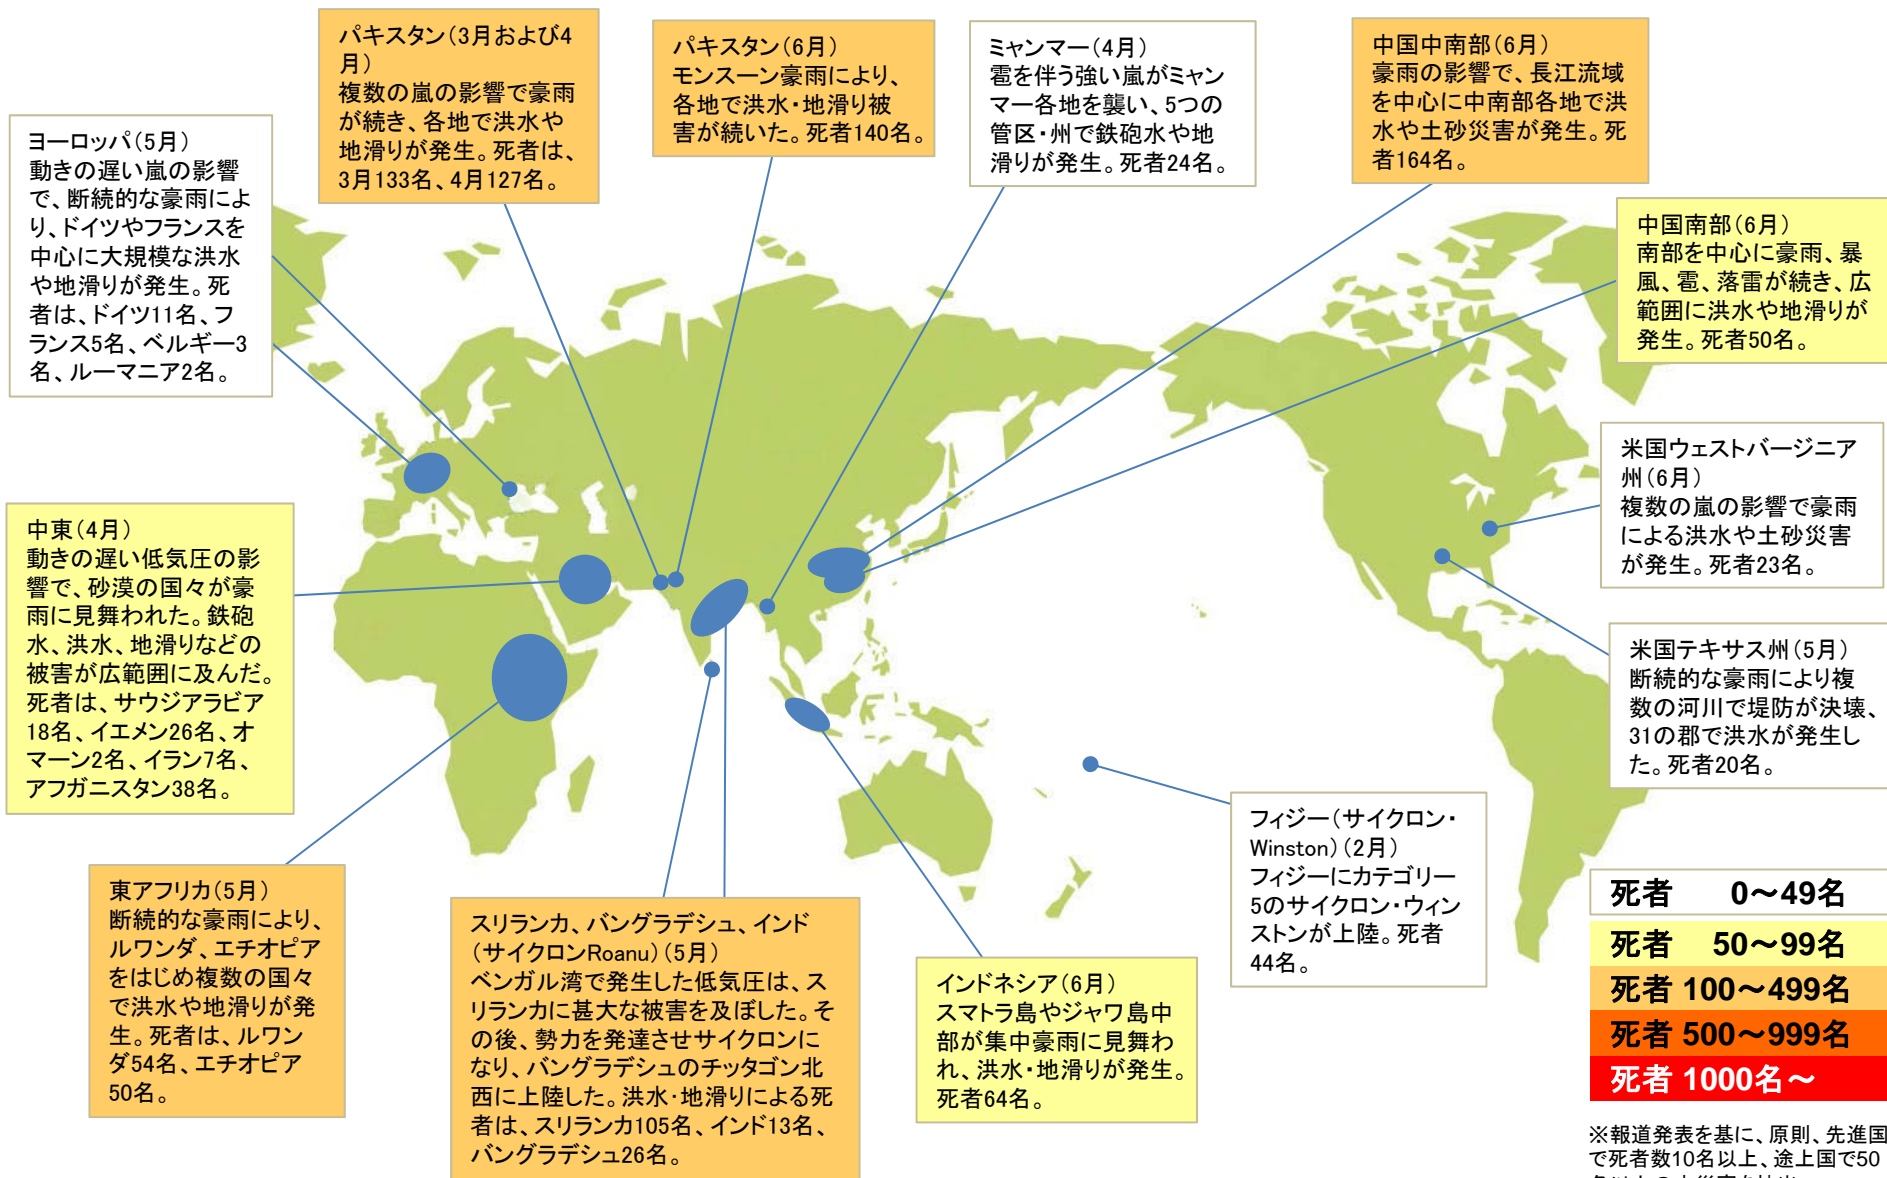 パキスタン（3月および4
月）
複数の嵐の影響で豪雨
が続き、各地で洪水や
地滑りが発生。死者は、
3月133名、4月127名。
パキスタン（6月）
モンスーン豪雨により、
各地で洪水・地滑り被
害が続いた。死者140名。
ミャンマー（4月）
雹を伴う強い嵐がミャン
マー各地を襲い、5つの
管区・州で鉄砲水や地
滑りが発生。死者24名。
中国中南部（6月）
豪雨の影響で、長江流域
を中心に中南部各地で洪
水や土砂災害が発生。死
者164名。
ヨーロッパ（5月）
動きの遅い嵐の影響
で、断続的な豪雨によ
り、ドイツやフランスを
中心に大規模な洪水
や地滑りが発生。死
者は、ドイツ11名、フ
ランス5名、ベルギー3
名、ルーマニア2名。
中国南部（6月）
南部を中心に豪雨、暴
風、雹、落雷が続き、広
範囲に洪水や地滑りが
発生。死者50名。
米国ウェストバージニア
州（6月）
複数の嵐の影響で豪雨
による洪水や土砂災害
が発生。死者23名。
中東（4月）
動きの遅い低気圧の影
響で、砂漠の国々が豪
雨に見舞われた。鉄砲
水、洪水、地滑りなどの
被害が広範囲に及んだ。
死者は、サウジアラビア
18名、イエメン26名、オ
マーン2名、イラン7名、
アフガニスタン38名。
米国テキサス州（5月）
断続的な豪雨により複
数の河川で堤防が決壊、
31の郡で洪水が発生し
た。死者20名。
フィジー（サイクロン・
Winston）（2月）
フィジーにカテゴリー
5のサイクロン・ウィン
ストンが上陸。死者
44名。
東アフリカ（5月）
断続的な豪雨により、
ルワンダ、エチオピア
をはじめ複数の国々
で洪水や地滑りが発
生。死者は、ルワン
ダ54名、エチオピア
50名。
スリランカ、バングラデシュ、インド
（サイクロンRoanu）（5月）
ベンガル湾で発生した低気圧は、ス
リランカに甚大な被害を及ぼした。そ
の後、勢力を発達させサイクロンに
なり、バングラデシュのチッタゴン北
西に上陸した。洪水・地滑りによる死
者は、スリランカ105名、インド13名、
バングラデシュ26名。
インドネシア（6月）
スマトラ島やジャワ島中
部が集中豪雨に見舞わ
れ、洪水・地滑りが発生。
死者64名。
死者 0～49名
死者 50～99名
死者 100～499名
死者 500～999名
死者 1000名～
※報道発表を基に、原則、先進国
で死者数10名以上、途上国で50